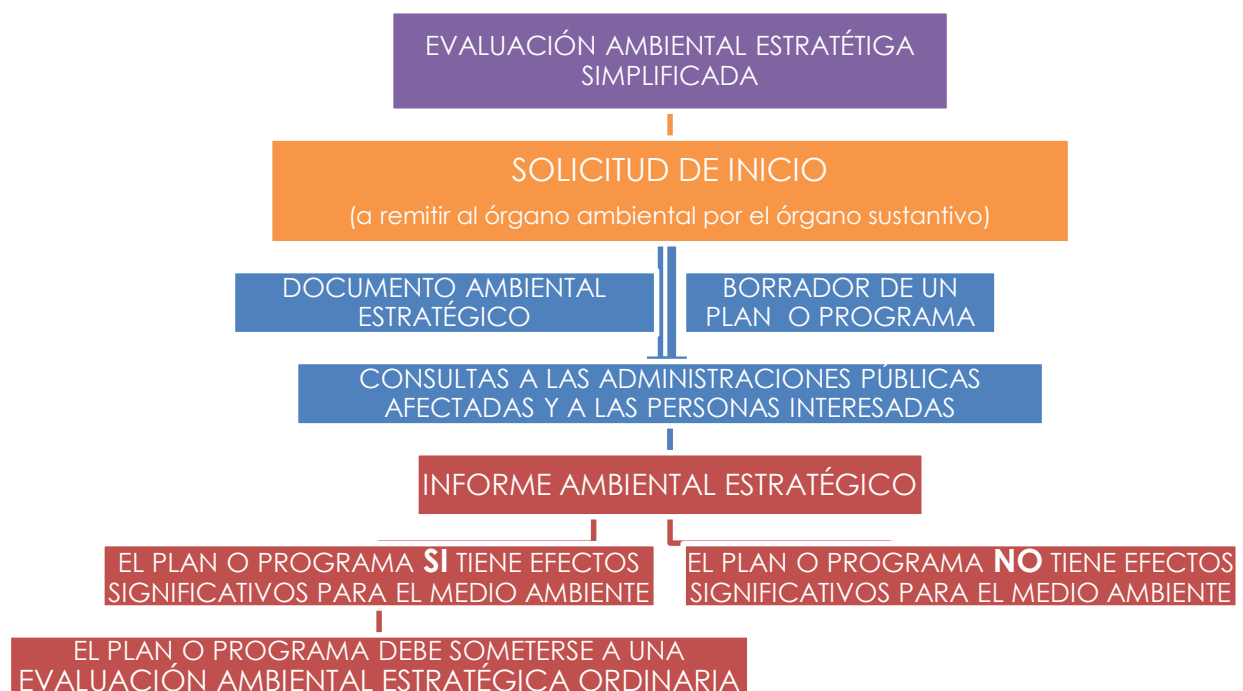 EVALUACIÓN AMBIENTAL ESTRATÉTIGA
SIMPLIFICADA
SOLICITUD DE INICIO
(a remitir al órgano ambiental por el órgano sustantivo)
DOCUMENTO AMBIENTAL
ESTRATÉGICO
BORRADOR DE UN
PLAN O PROGRAMA
CONSULTAS A LAS ADMINISTRACIONES PÚBLICAS
AFECTADAS Y A LAS PERSONAS INTERESADAS
INFORME AMBIENTAL ESTRATÉGICO
EL PLAN O PROGRAMA SI TIENE EFECTOS
SIGNIFICATIVOS PARA EL MEDIO AMBIENTE
EL PLAN O PROGRAMA NO TIENE EFECTOS
SIGNIFICATIVOS PARA EL MEDIO AMBIENTE
EL PLAN O PROGRAMA DEBE SOMETERSE A UNA
EVALUACIÓN AMBIENTAL ESTRATÉGICA ORDINARIA